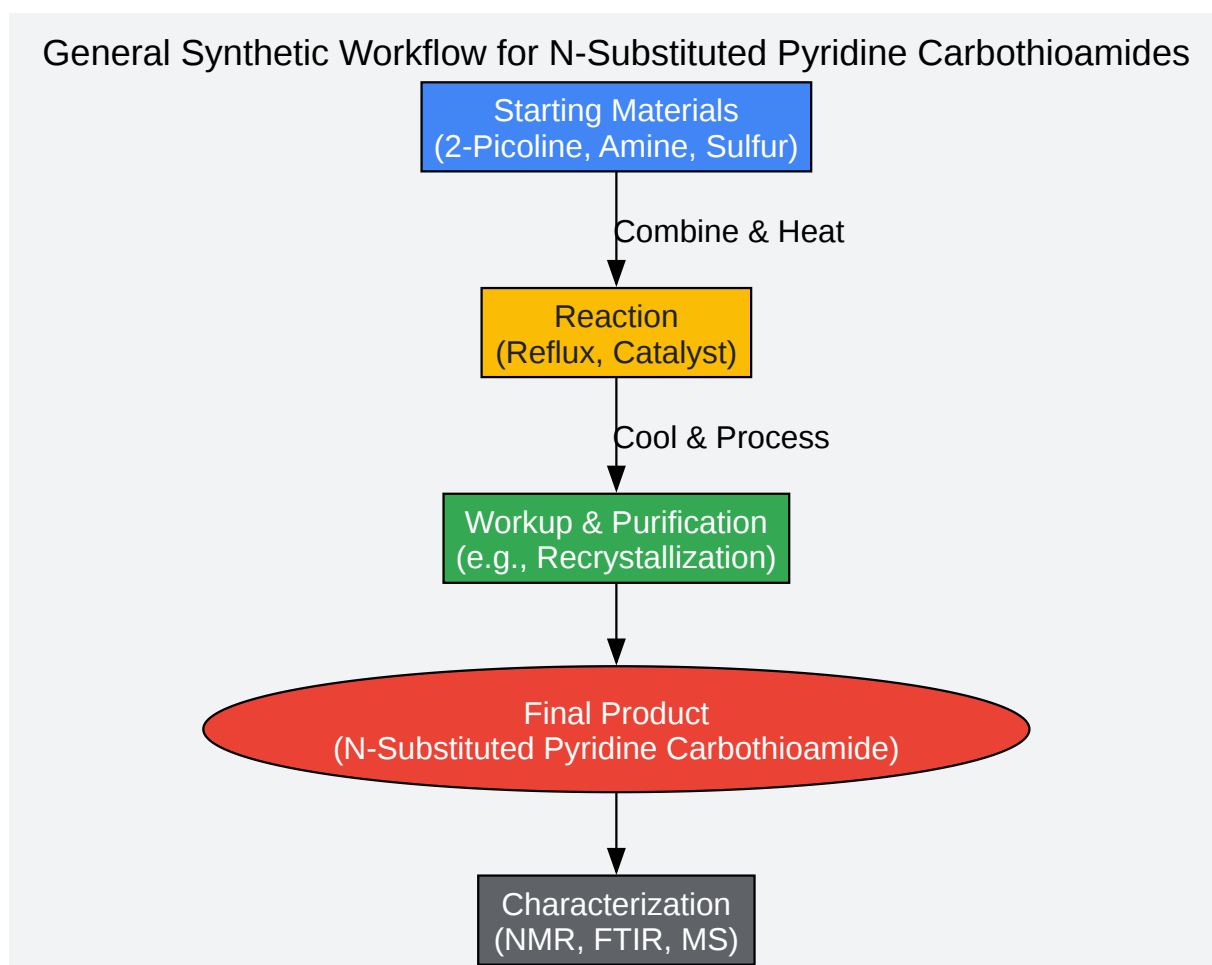 General Synthetic Workflow for N-Substituted Pyridine Carbothioamides
Starting Materials
(2-Picoline, Amine, Sulfur)
Combine & Heat
Reaction
(Reflux, Catalyst)
Cool & Process
Workup & Purification
(e.g., Recrystallization)
Final Product
(N-Substituted Pyridine Carbothioamide)
Characterization
(NMR, FTIR, MS)